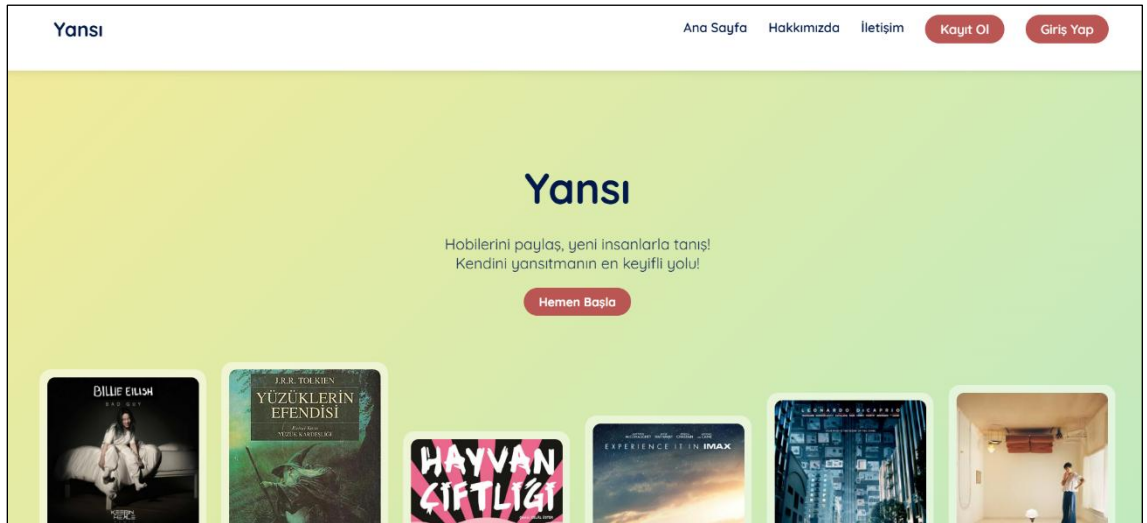 Yansı
Ana Sayfa Hakkımızda İletişim Kayıt Ol Giriş Yap
Yansı
Hobilerini paylaş, yeni insanlarla tanış!
Kendini yansıtmanın en keyifli yolu!
Hemen Başla
BILLIE EILISH
BAD GUY
J.R.R. TOLKIEN
YÜZÜKLERİN
EFENDİSİ
YÜZÜK KARDEŞLİĞİ
HAYVAN
ÇİFTLİĞİ
EXPERIENCE IT IN IMAX
LEONARDO DICAPRIO